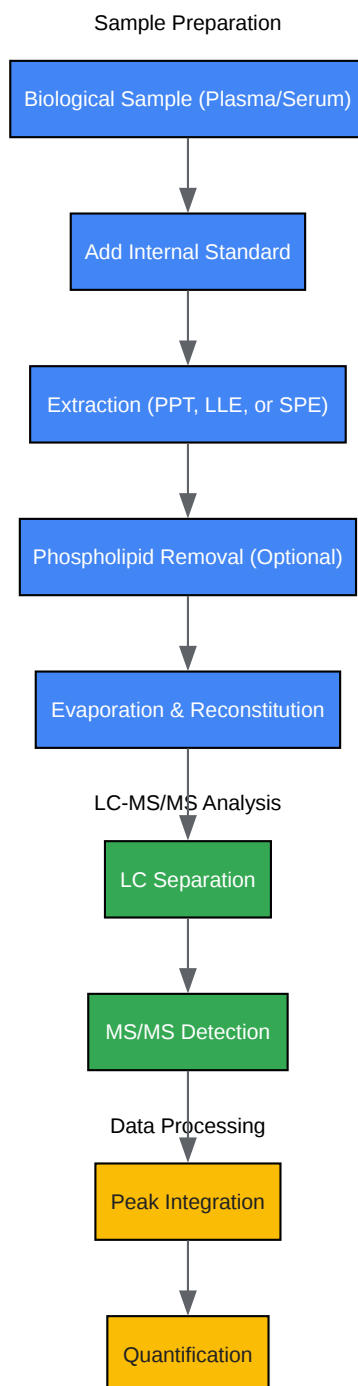 Sample Preparation
Biological Sample (Plasma/Serum)
Add Internal Standard
Extraction (PPT, LLE, or SPE)
Phospholipid Removal (Optional)
Evaporation & Reconstitution
LC-MS/MS Analysis
LC Separation
MS/MS Detection
Data Processing
Peak Integration
Quantification